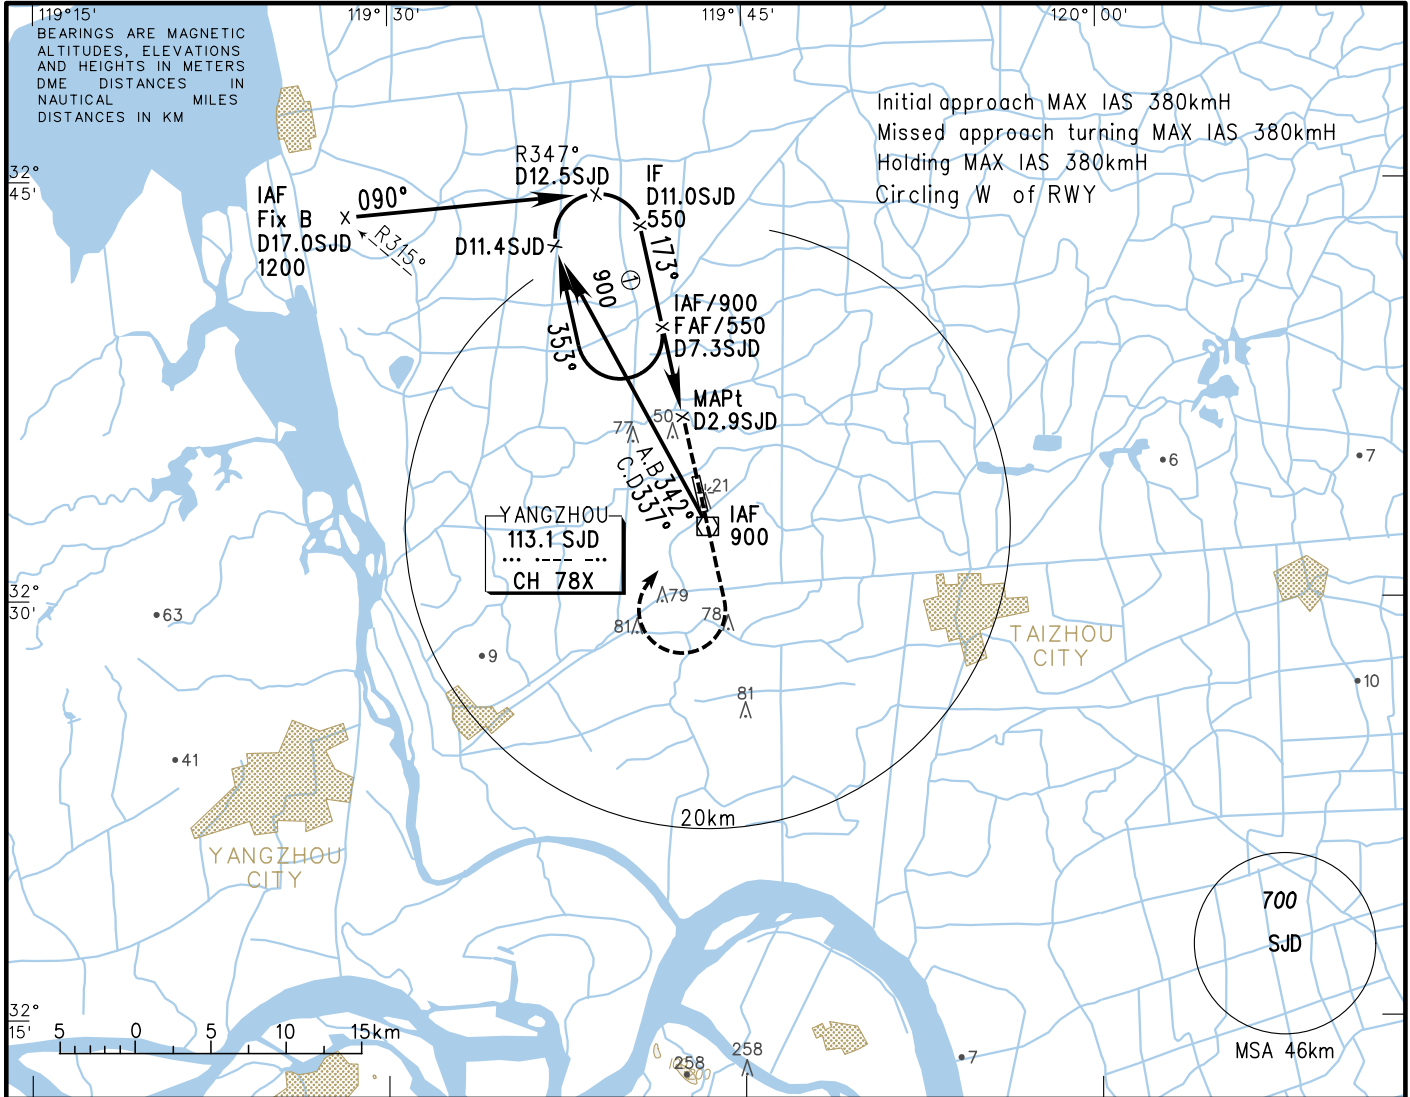 119° 15'
119° 30'
119° 45'
120° 00'
BEARINGS ARE MAGNETIC
ALTITUDES, ELEVATIONS
AND HEIGHTS IN METERS
DME DISTANCES IN
NAUTICAL MILES
DISTANCES IN KM
Initial approach MAX IAS 380kmH
Missed approach turning MAX IAS 380kmH
Holding MAX IAS 380kmH
Circling W of RWY
32°
45'
R347°
D12.5SJD
IF
D11.0SJD
550
IAF
Fix B
D17.0SJD
1200
090°
R315°
D11.4SJD
173°
900
1
353°
IAF/900
FAF/550
D7.3SJD
MAPt
D2.9SJD
77
50
A.B342°
C.D337°
21
IAF
900
YANGZHOU
113.1 SJD
CH 78X
6
7
32°
30'
63
79
81
78
9
TAIZHOU
CITY
10
81
41
20km
YANGZHOU
CITY
700
SJD
MSA 46km
32°
15'
5 0 5 10 15km
258
258
7